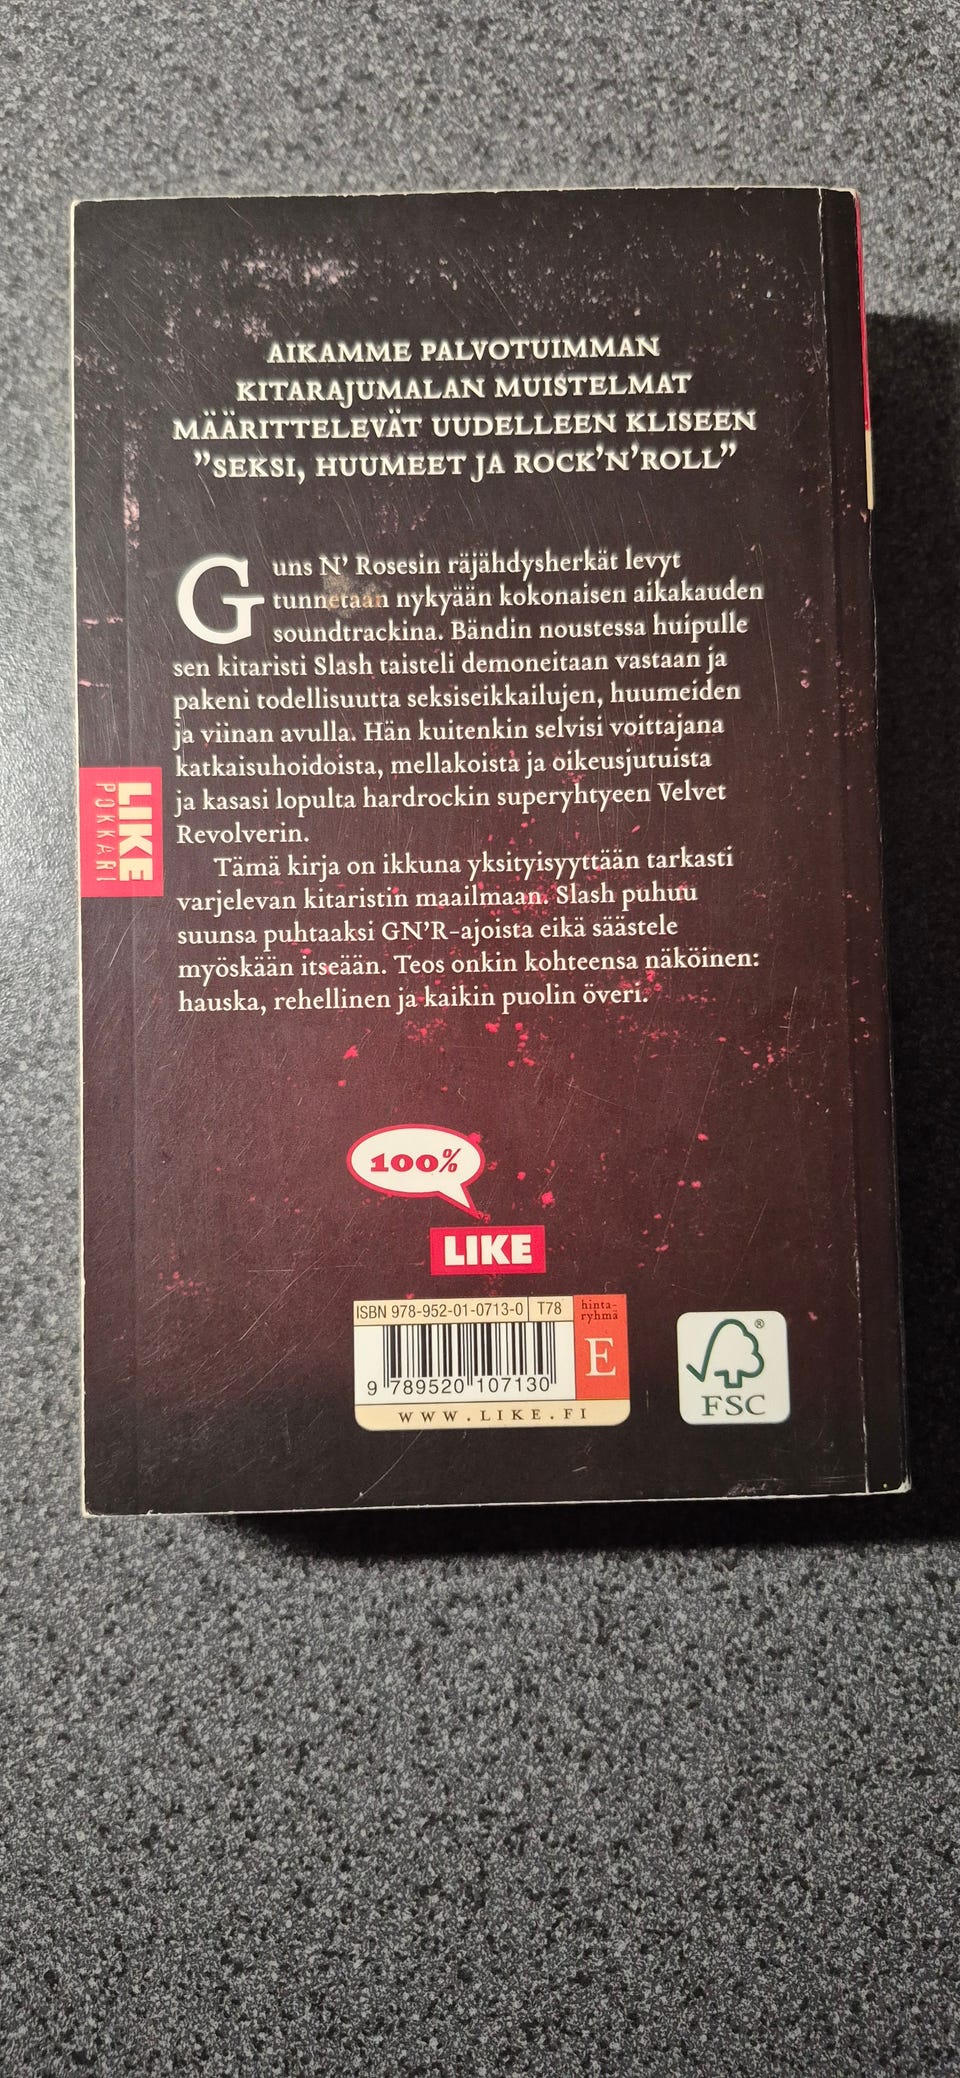 AIKAMME PALVOTUIMMAN
KITARAJUMALAN MUISTELMAT
MÄÄRITTELEVÄT UUDELLEEN KLISEEN
”SEKSI, HUUMEET JA ROCK’N’ROLL”
Guns N’ Rosesin räjähdysherkät levyt
tunnetaan nykyään kokonaisen aikakauden
soundtrackina. Bändin noustessa huipulle
sen kitaristi Slash taisteli demoneitaan vastaan ja
pakeni todellisuutta seksiseikkailujen, huumeiden
ja viinan avulla. Hän kuitenkin selvisi voittajana
katkaisuhoidoista, mellakoista ja oikeusjutuista
ja kasasi lopulta hardrockin superyhtyeen Velvet
Revolverin.
Tämä kirja on ikkuna yksityisyyttään tarkasti
varjelevan kitaristin maailmaan. Slash puhuu
suunsa puhtaaksi GN’R-ajoista eikä säästele
myöskään itseään. Teos onkin kohteensa näköinen:
hauska, rehellinen ja kaikin puolin överi.
LIKE
POKKARI
100%
LIKE
ISBN 978-952-01-0713-0 T78
hinta-
ryhmä
E
9 789520 107130
WWW.LIKE.FI
®
FSC